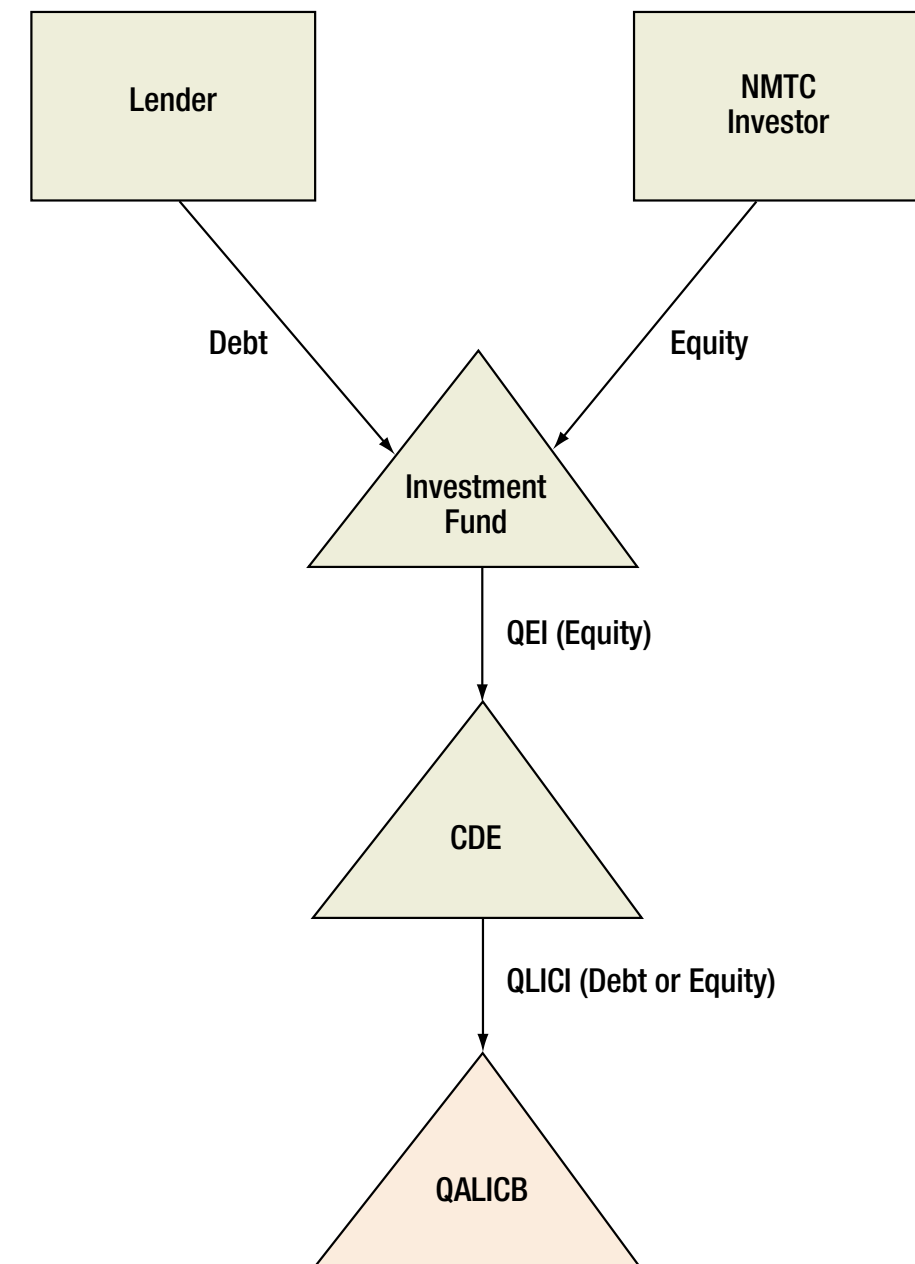 Lender
NMTC
Investor
Debt
Equity
Investment
Fund
QEI (Equity)
CDE
QLICI (Debt or Equity)
QALICB